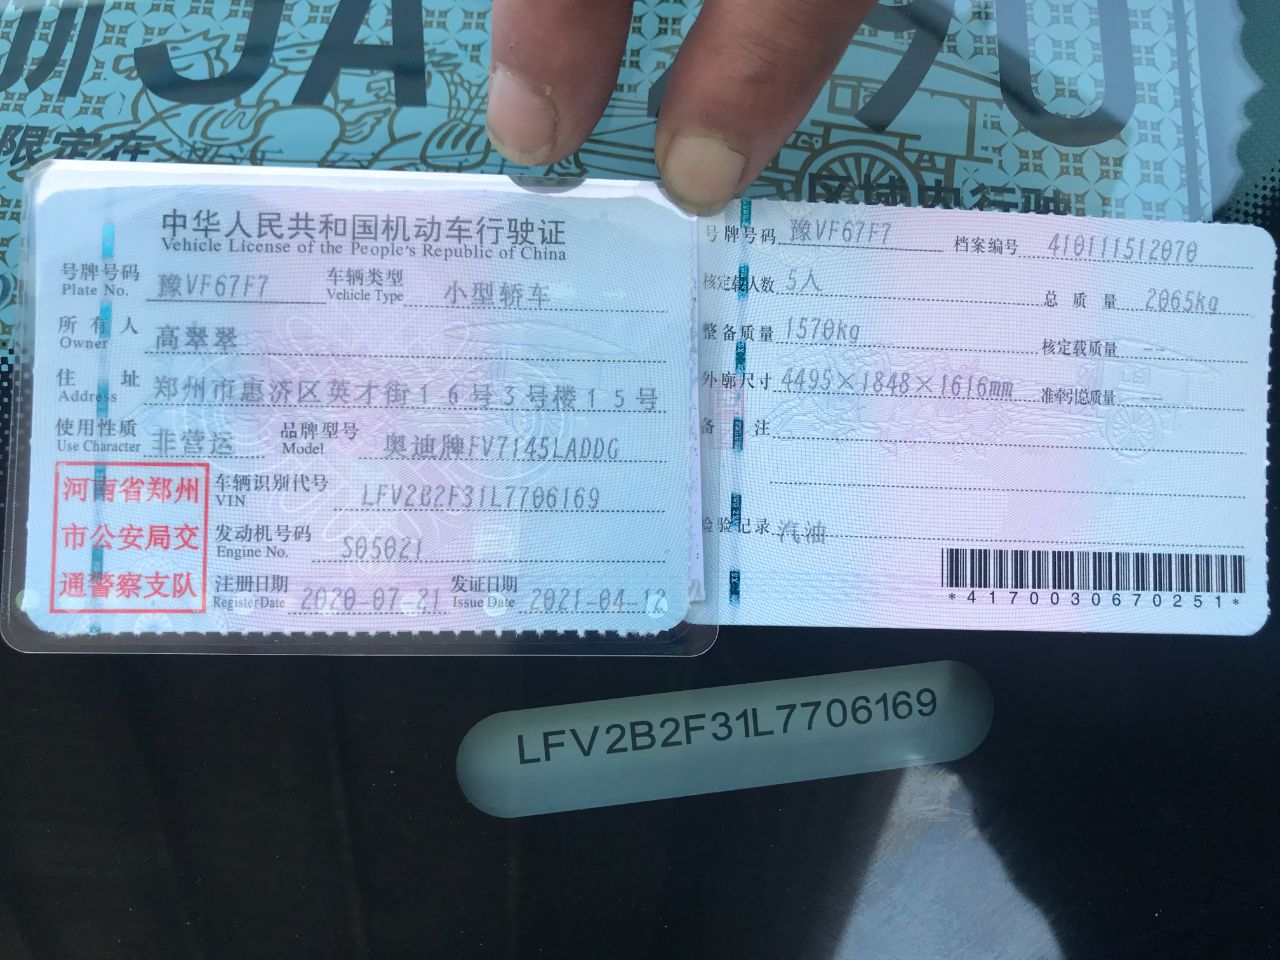 限定在
区域内行驶
中华人民共和国机动车行驶证
Vehicle License of the People's Republic of China
号牌号码 豫VF67F7 车辆类型 小型轿车
Plate No. Vehicle Type
所有人 高翠翠
Owner
住址 郑州市惠济区英才街16号3号楼15号
Address
使用性质 非营运 品牌型号 奥迪牌FV7145LADDG
Use Character Model
河南省郑州
市公安局交
通警察支队
车辆识别代号 LFV2B2F31L7706169
VIN
发动机号码 S05021
Engine No.
注册日期 2020-07-21 发证日期 2021-04-12
Register Date Issue Date
号牌号码 豫VF67F7 档案编号 410111512070
核定载人数 5人 总质量 2065kg
整备质量 1570kg 核定载质量 --
外廓尺寸 4495×1848×1616mm 准牵引总质量 --
备注
检验记录 汽油
*4170030670251*
LFV2B2F31L7706169